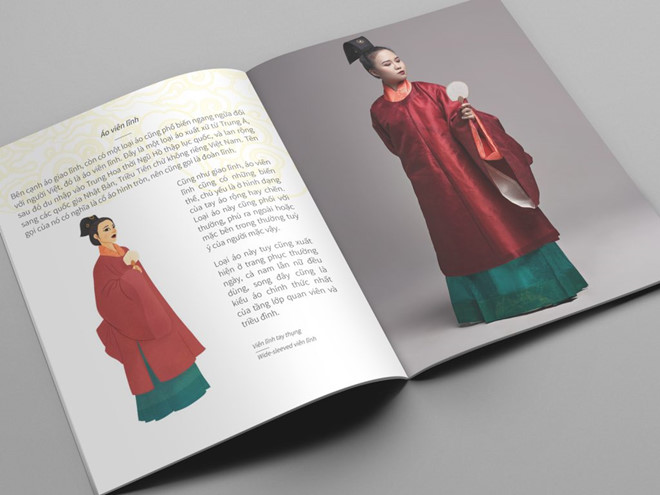 Áo viên lĩnh
Bên cạnh áo giao lĩnh, còn có một loại áo cũng phổ biến ngang ngửa đối
với người Việt, đó là áo viên lĩnh. Đây là một loại áo xuất xứ từ Trung Á,
sau đó du nhập vào Trung Hoa thời Ngũ Hồ thập lục quốc, và lan rộng
sang các quốc gia Nhật Bản, Triều Tiên chứ không riêng Việt Nam. Tên
gọi của nó có nghĩa là cổ áo hình tròn, nên cũng gọi là đoàn lĩnh.
Cũng như giao lĩnh, áo viên
lĩnh cũng có những biến
thể, chủ yếu là ở hình dạng
của tay áo rộng hay chẽn.
Loại áo này cũng phối với
thường, phủ ra ngoài hoặc
mặc bên trong thường tuỳ
ý của người mặc vậy.
Loại áo này tuy cũng xuất
hiện ở trang phục thường
ngày, cả nam lẫn nữ đều
dùng, song đây cũng là
kiểu áo chính thức nhất
của tầng lớp quan viên và
triều đình.
Viên lĩnh tay thụng
Wide-sleeved viên lĩnh